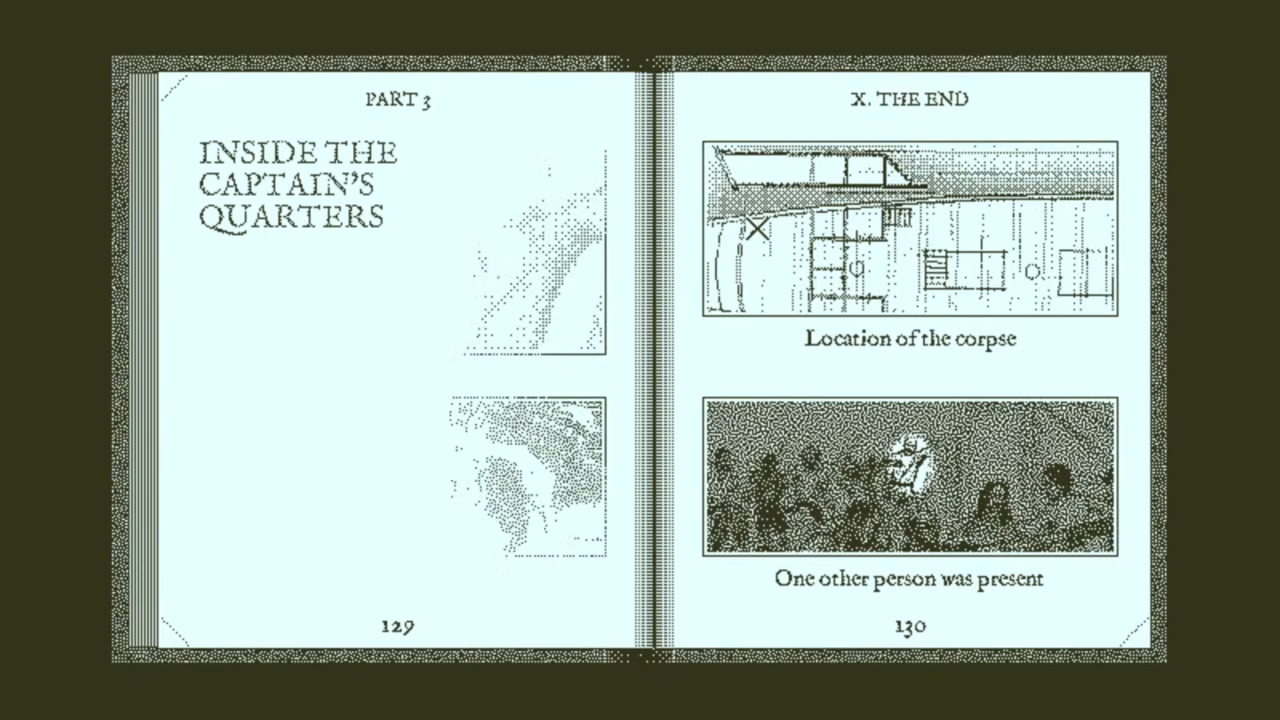 PART 3
INSIDE THE
CAPTAIN'S
QUARTERS
129
X. THE END
Location of the corpse
One other person was present
130